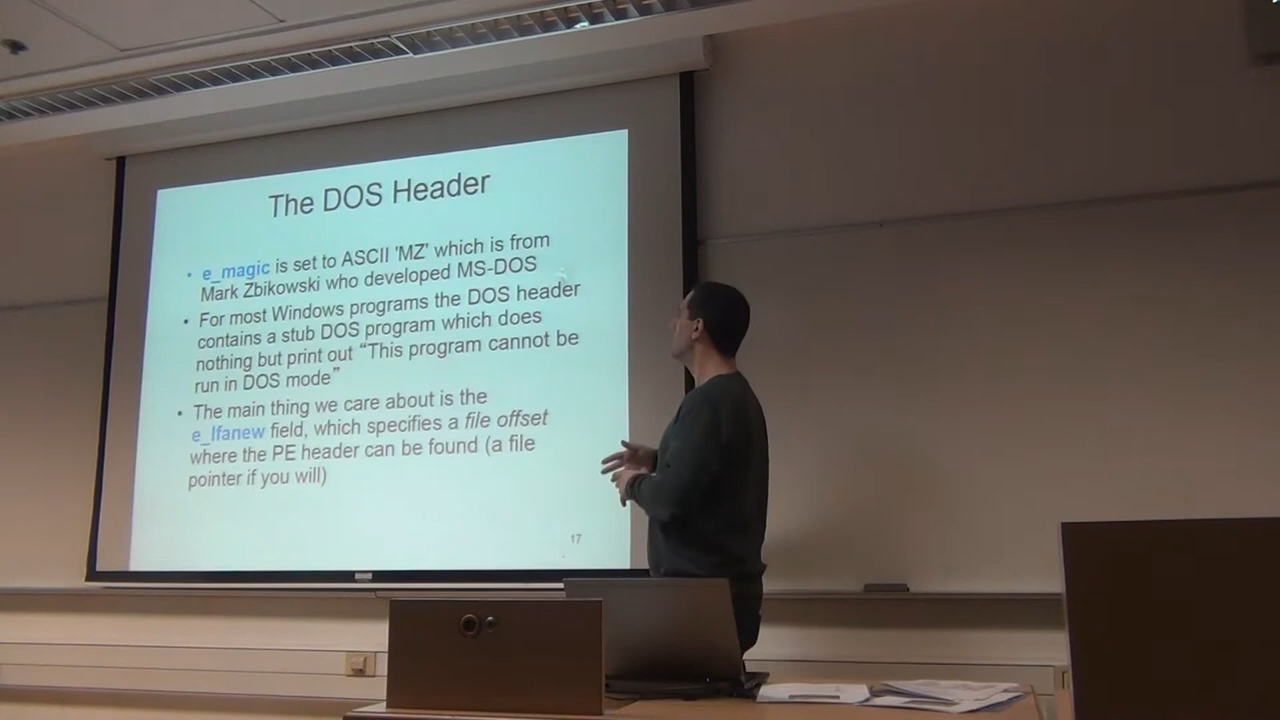 The DOS Header
• e_magic is set to ASCII 'MZ' which is from
Mark Zbikowski who developed MS-DOS
• For most Windows programs the DOS header
contains a stub DOS program which does
nothing but print out “This program cannot be
run in DOS mode”
• The main thing we care about is the
e_lfanew field, which specifies a file offset
where the PE header can be found (a file
pointer if you will)
17